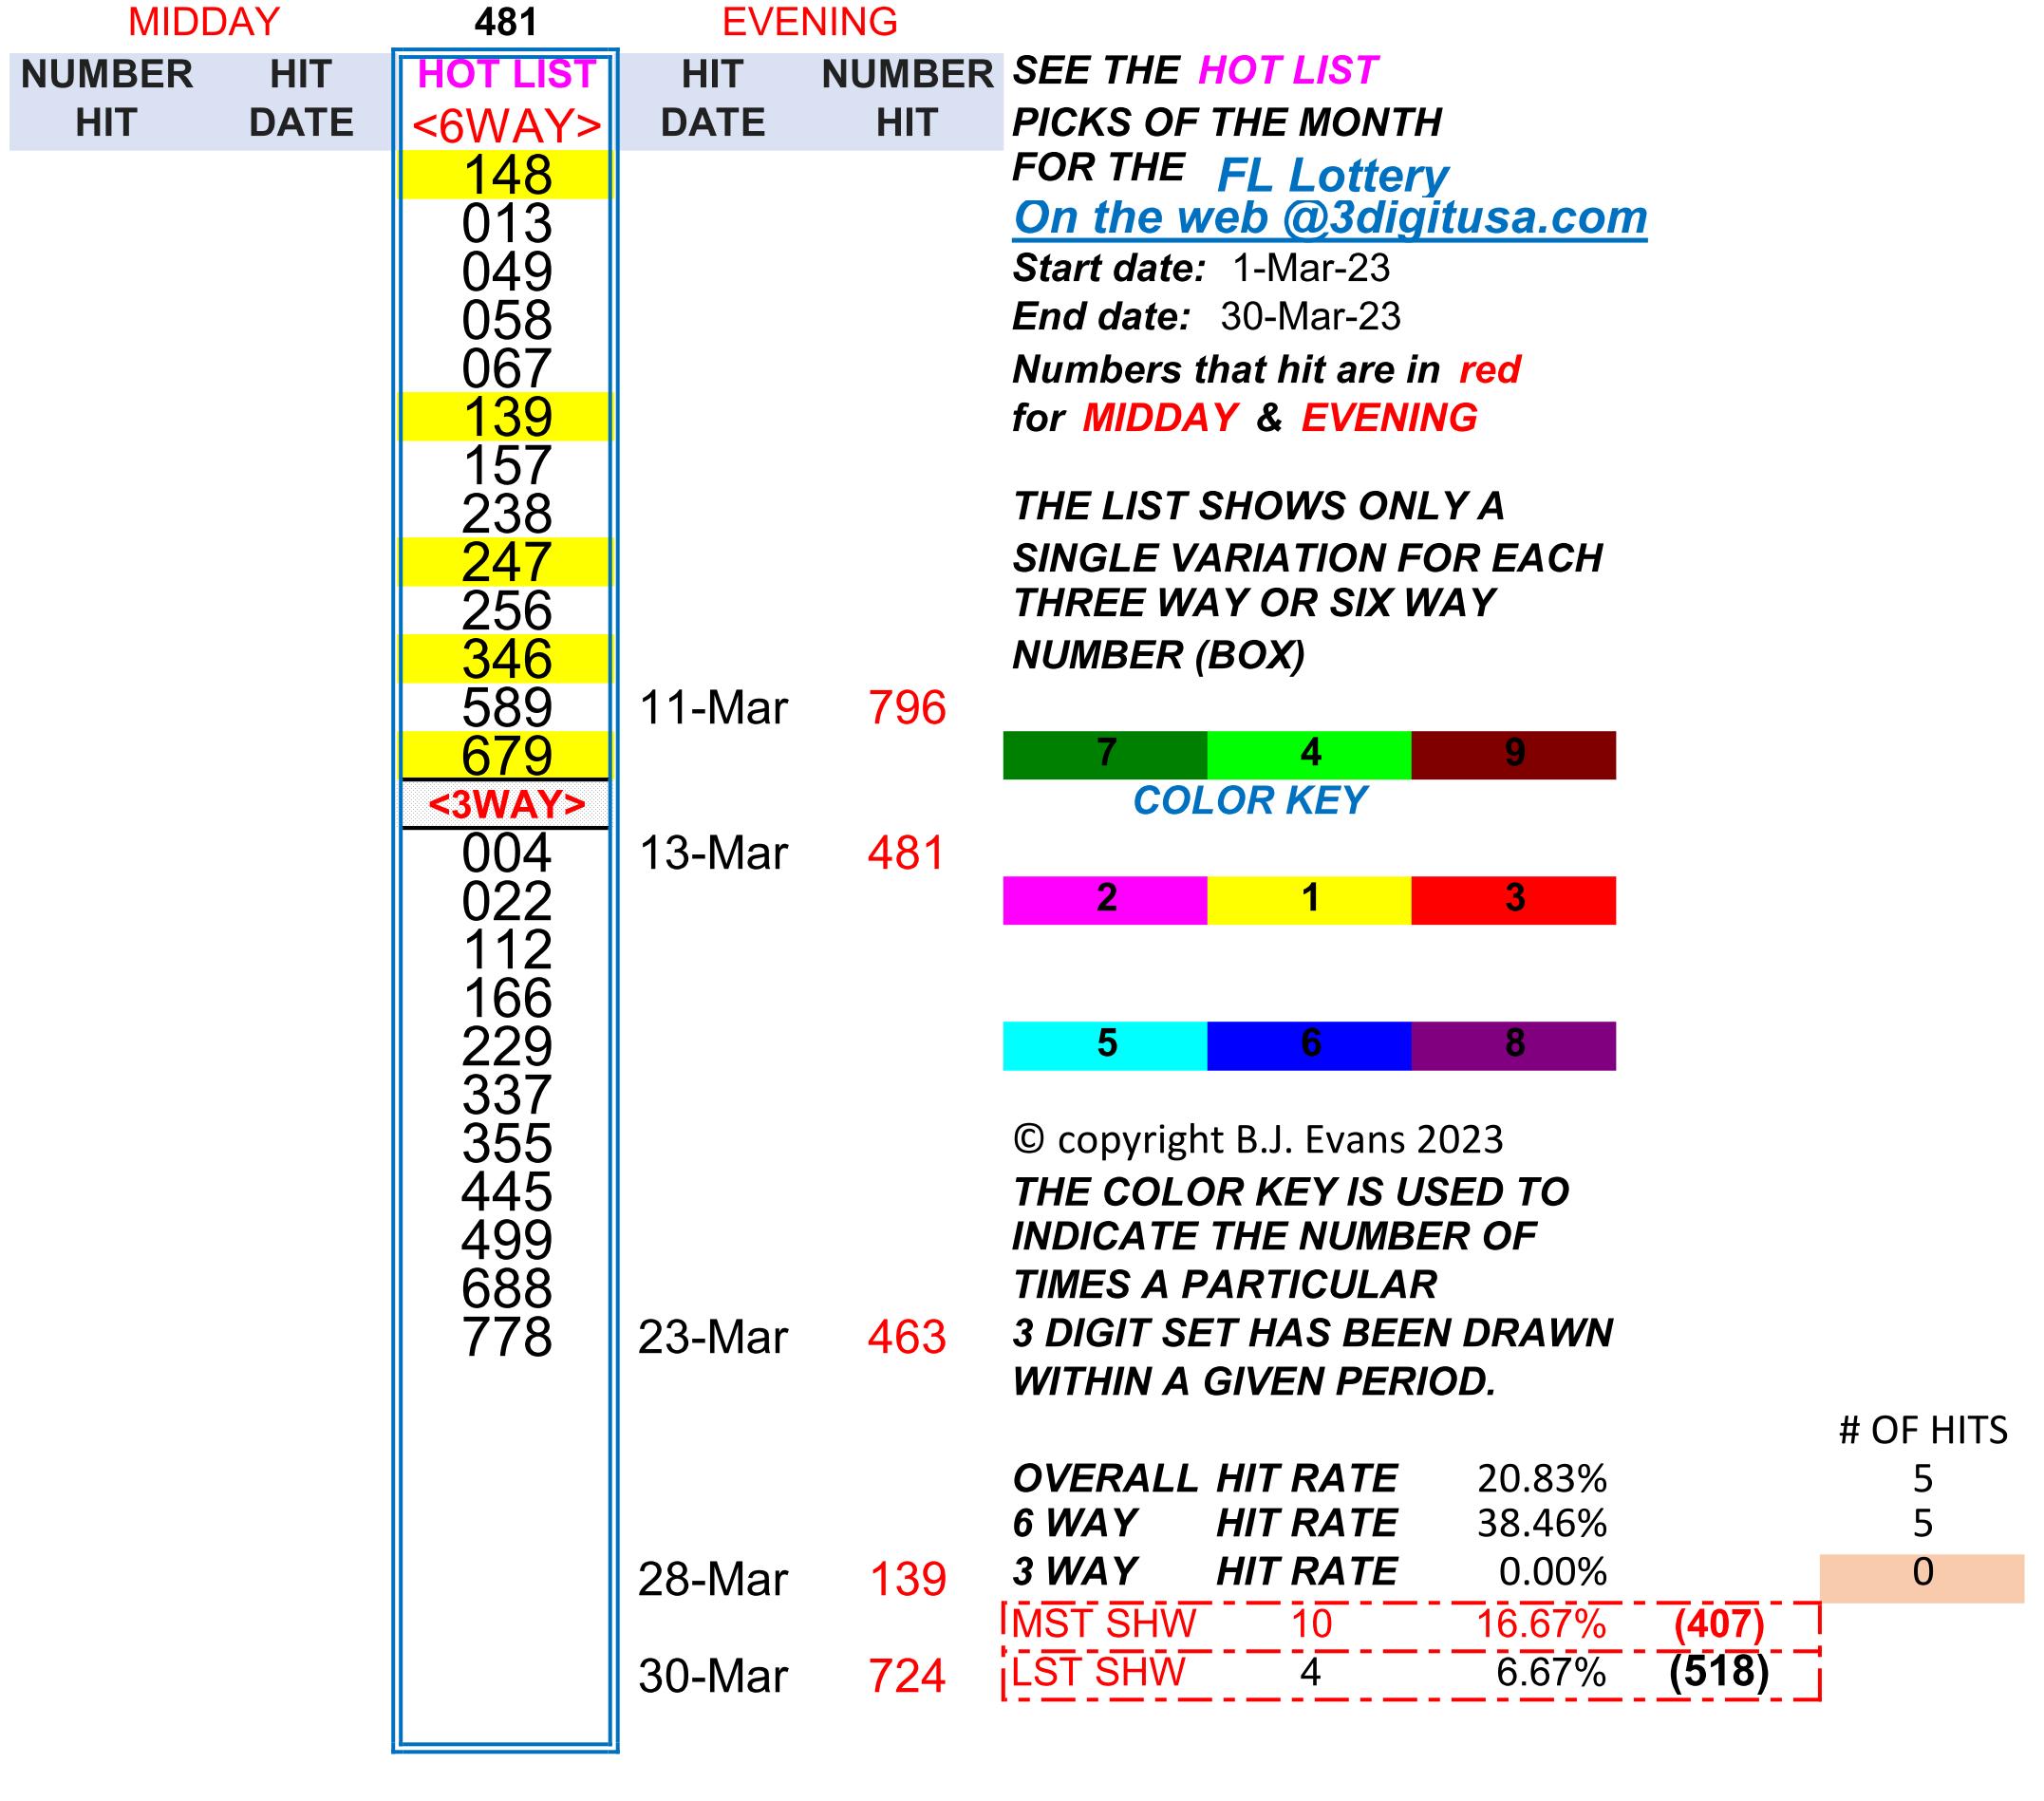 MIDDAY 481 EVENING
NUMBER HIT HOT LIST HIT NUMBER SEE THE HOT LIST
HIT DATE <6WAY> DATE HIT PICKS OF THE MONTH
148 FOR THE FL Lottery
013 On the web @3digitusa.com
049 Start date: 1-Mar-23
058 End date: 30-Mar-23
067 Numbers that hit are in red
139 for MIDDAY & EVENING
157
238 THE LIST SHOWS ONLY A
247 SINGLE VARIATION FOR EACH
256 THREE WAY OR SIX WAY
346 NUMBER (BOX)
589 11-Mar 796
679 7 4 9
<3WAY> COLOR KEY
004 13-Mar 481
022 2 1 3
112
166
229 5 6 8
337
355 © copyright B.J. Evans 2023
445 THE COLOR KEY IS USED TO
499 INDICATE THE NUMBER OF
688 TIMES A PARTICULAR
778 23-Mar 463 3 DIGIT SET HAS BEEN DRAWN
WITHIN A GIVEN PERIOD.
# OF HITS
OVERALL HIT RATE 20.83% 5
6 WAY HIT RATE 38.46% 5
28-Mar 139 3 WAY HIT RATE 0.00% 0
MST SHW 10 16.67% (407)
30-Mar 724 LST SHW 4 6.67% (518)